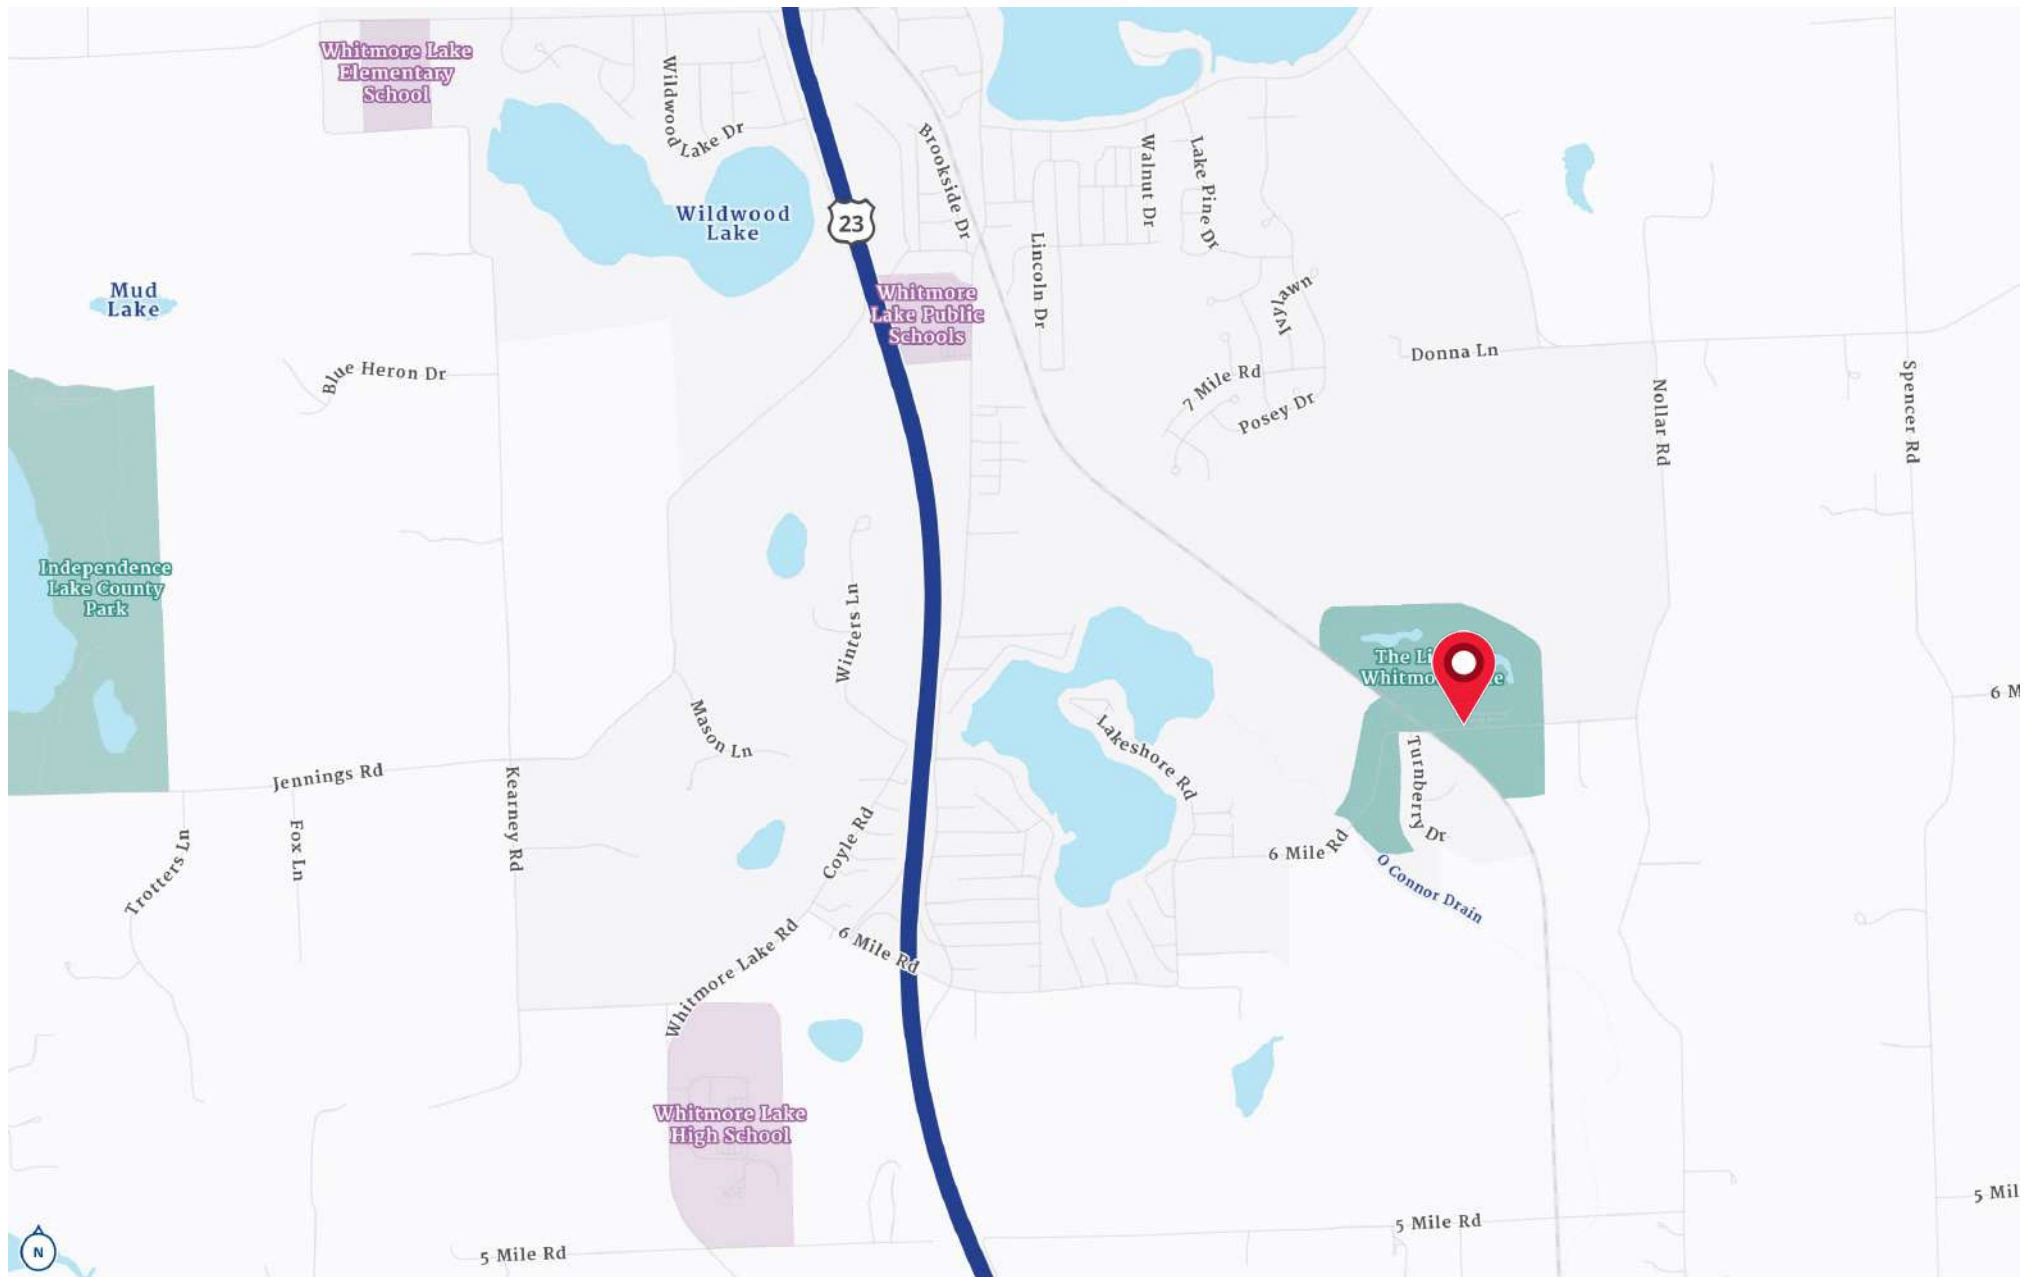 Whitmore Lake
Elementary
School
Wildwood
Lake Dr
Brookside Dr
Walnut Dr
Lake Pine Dr
Wildwood
Lake
23
Lincoln Dr
Mud
Lake
Whitmore
Lake Public
Schools
Ivylawn
Donna Ln
Blue Heron Dr
7 Mile Rd
Posey Dr
Nollar Rd
Spencer Rd
Independence
Lake County
Park
Winters Ln
The Li
Whitmo e
6 M
Mason Ln
Lakeshore Rd
Turnberry Dr
Jennings Rd
Kearney Rd
Fox Ln
Trotters Ln
Coyle Rd
6 Mile Rd
O Connor Drain
Whitmore Lake Rd
6 Mile Rd
Whitmore Lake
High School
5 Mil
5 Mile Rd
5 Mile Rd
N